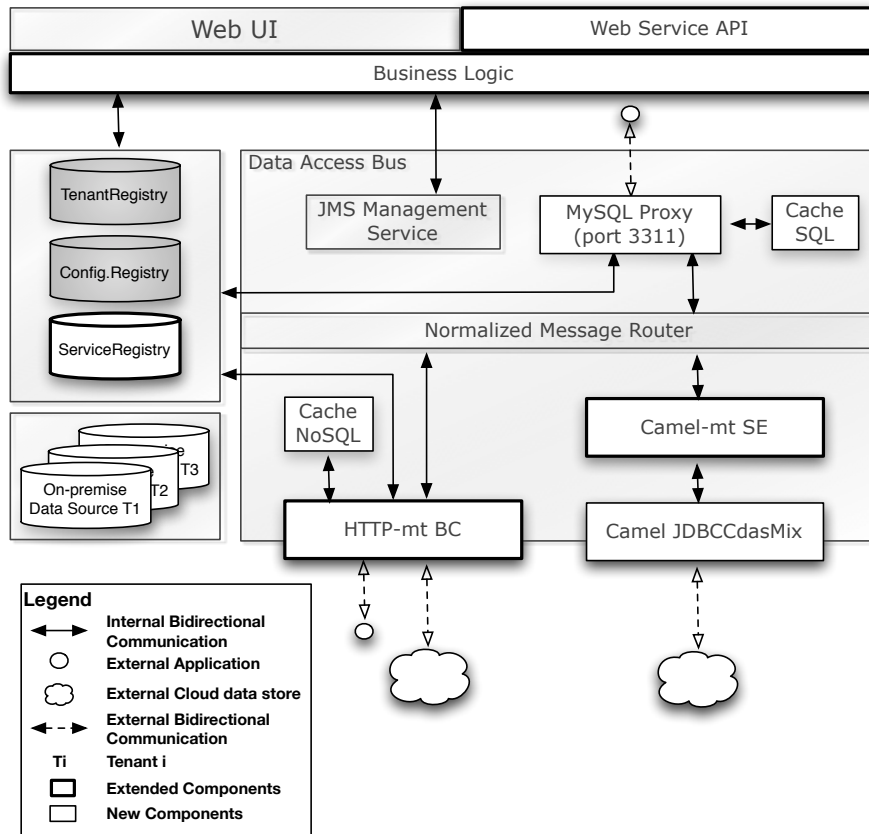 Web UI
Web Service API
Business Logic
TenantRegistry
Config.Registry
ServiceRegistry
Data Access Bus
JMS Management
Service
MySQL Proxy
(port 3311)
Cache
SQL
Normalized Message Router
Cache
NoSQL
Camel-mt SE
HTTP-mt BC
Camel JDBCCdasMix
T3
T2
On-premise
Data Source T1
Legend
Internal Bidirectional
Communication
External Application
External Cloud data store
External Bidirectional
Communication
Ti Tenant i
Extended Components
New Components